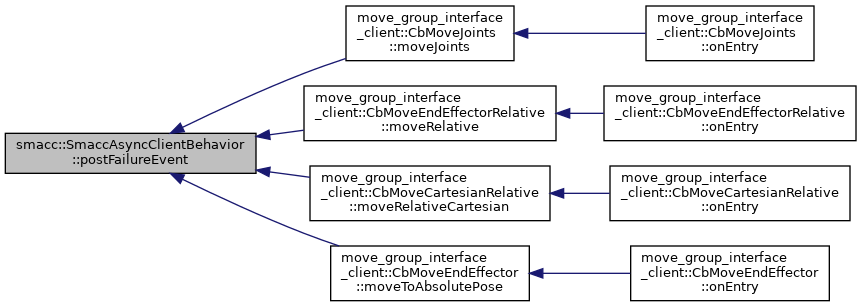 smacc::SmaccAsyncClientBehavior
::postFailureEvent
move_group_interface
_client::CbMoveJoints
::moveJoints
move_group_interface
_client::CbMoveJoints
::onEntry
move_group_interface
_client::CbMoveEndEffectorRelative
::moveRelative
move_group_interface
_client::CbMoveEndEffectorRelative
::onEntry
move_group_interface
_client::CbMoveCartesianRelative
::moveRelativeCartesian
move_group_interface
_client::CbMoveCartesianRelative
::onEntry
move_group_interface
_client::CbMoveEndEffector
::moveToAbsolutePose
move_group_interface
_client::CbMoveEndEffector
::onEntry